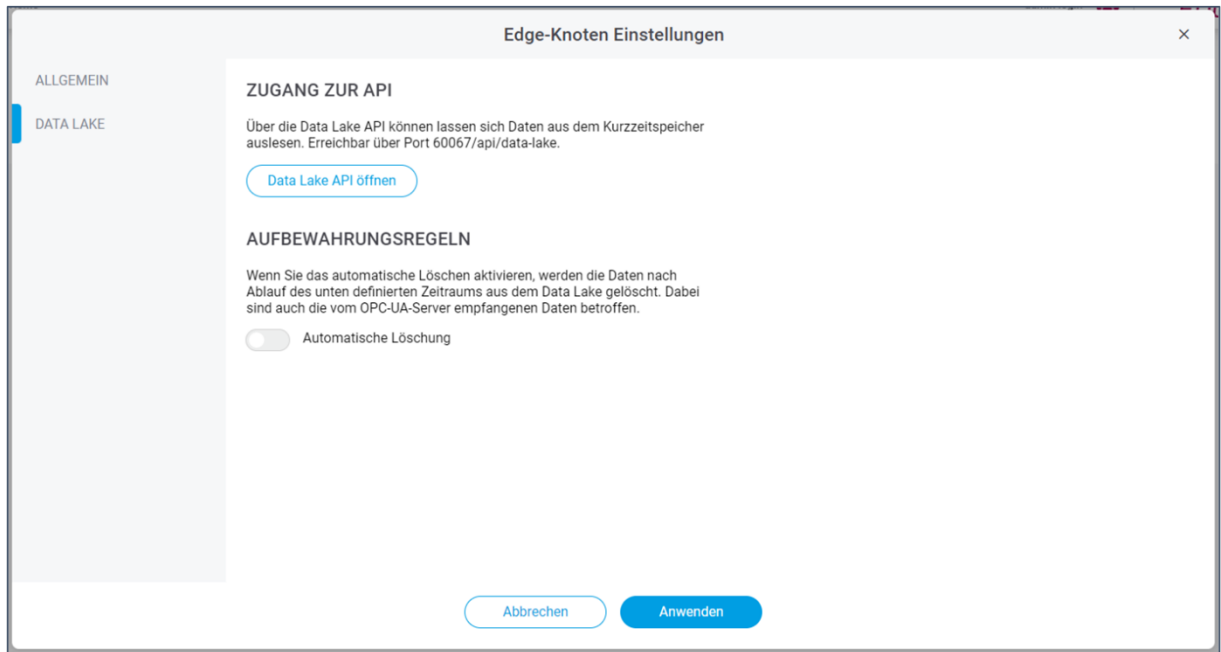 Edge-Knoten Einstellungen
ALLGEMEIN
DATA LAKE
ZUGANG ZUR API
Über die Data Lake API können lassen sich Daten aus dem Kurzzeitspeicher
auslesen. Erreichbar über Port 60067/api/data-lake.
Data Lake API öffnen
AUFBEWAHRUNGSREGELN
Wenn Sie das automatische Löschen aktivieren, werden die Daten nach
Ablauf des unten definierten Zeitraums aus dem Data Lake gelöscht. Dabei
sind auch die vom OPC-UA-Server empfangenen Daten betroffen.
Automatische Löschung
Abbrechen
Anwenden